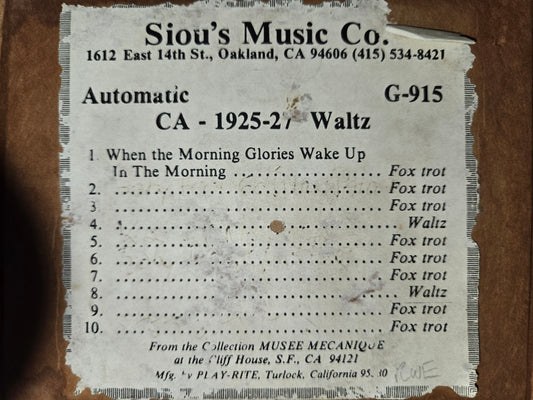 Siou's Music Co.
1612 East 14th St., Oakland, CA 94606 (415) 534-8421
Automatic G-915
CA - 1925-27 Waltz
1. When the Morning Glories Wake Up
In The Morning .......................... Fox trot
2. .............................................. Fox trot
3 .............................................. Fox trot
4. .............................................. Waltz
5. .............................................. Fox trot
6. .............................................. Fox trot
7. .............................................. Fox trot
8. .............................................. Waltz
9. .............................................. Fox trot
10. .............................................. Fox trot
From the Collection MUSEE MECANIQUE
at the Cliff House, S.F., CA 94121
Mfg. by PLAY-RITE, Turlock, California